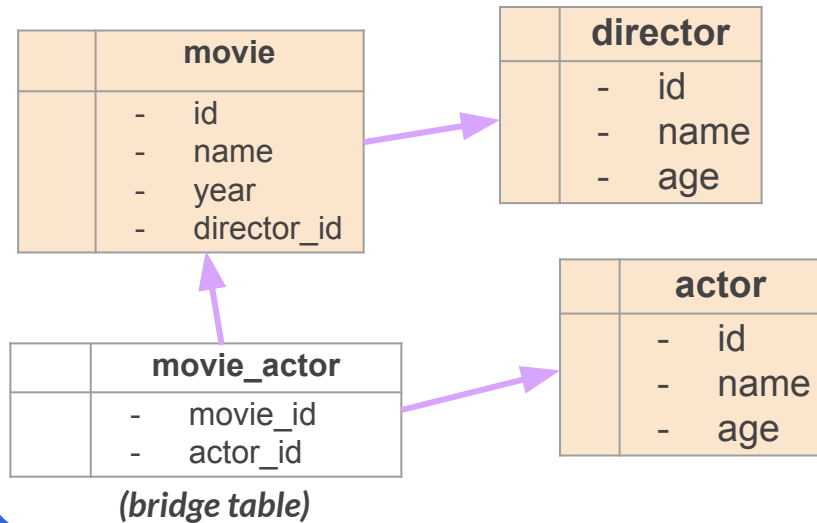 movie
- id
- name
- year
- director_id
director
- id
- name
- age
movie_actor
- movie_id
- actor_id
(bridge table)
actor
- id
- name
- age